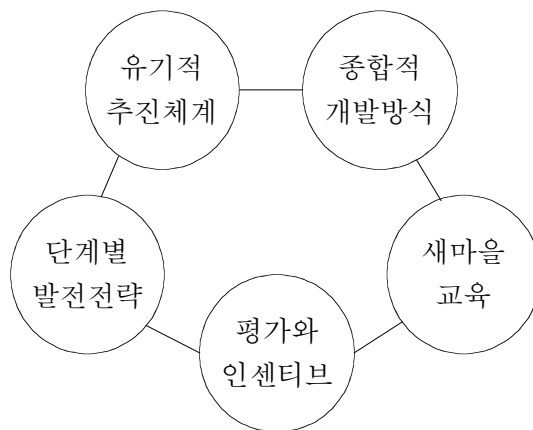 유기적
추진체계
종합적
개발방식
단계별
발전전략
새마을
교육
평가와
인센티브